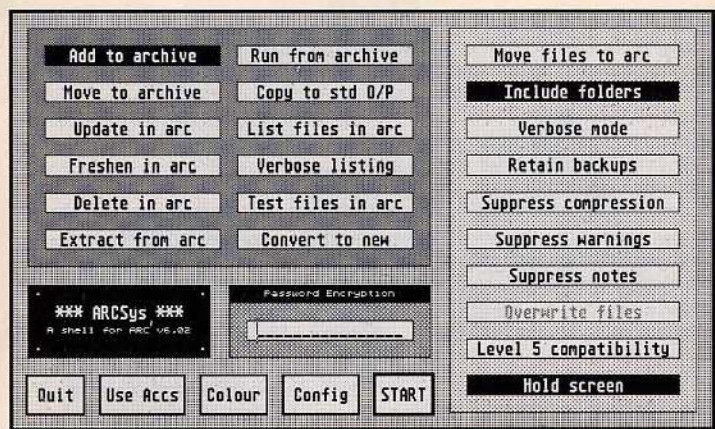 Add to archive
Move to archive
Update in arc
Freshen in arc
Delete in arc
Extract from arc
Run from archive
Copy to std O/P
List files in arc
Verbose listing
Test files in arc
Convert to new
*** ARCSys ***
A shell for ARC v6.02
Password Encryption
Quit
Use Accs
Colour
Config
START
Move files to arc
Include folders
Verbose mode
Retain backups
Suppress compression
Suppress warnings
Suppress notes
Overwrite files
Level 5 compatibility
Hold screen